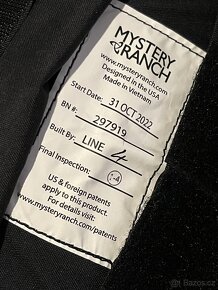 MYSTERY
RANCH
www.mysteryranch.com
Designed in the USA
Made in Vietnam
Start Date: 31 OCT 2022
BN #: 297919
Built By: LINE 4
Final Inspection:
US & foreign patents
apply to this product.
For details visit:
www.mysteryranch.com/patents